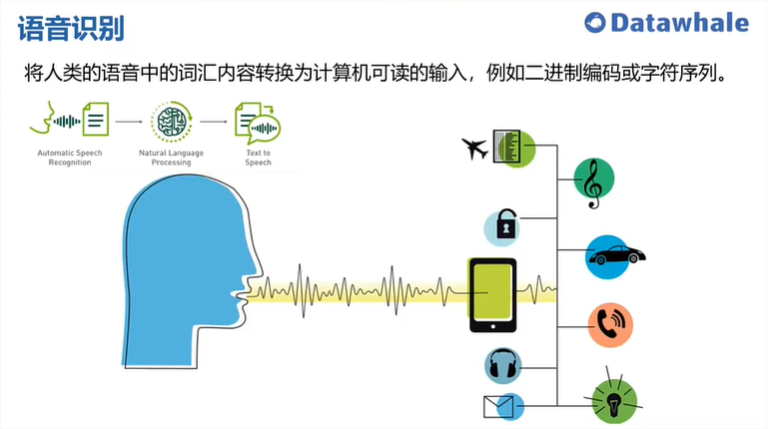 语音识别
Datawhale
将人类的语音中的词汇内容转换为计算机可读的输入，例如二进制编码或字符序列。
Automatic Speech
Recognition
Natural Language
Processing
Text to
Speech